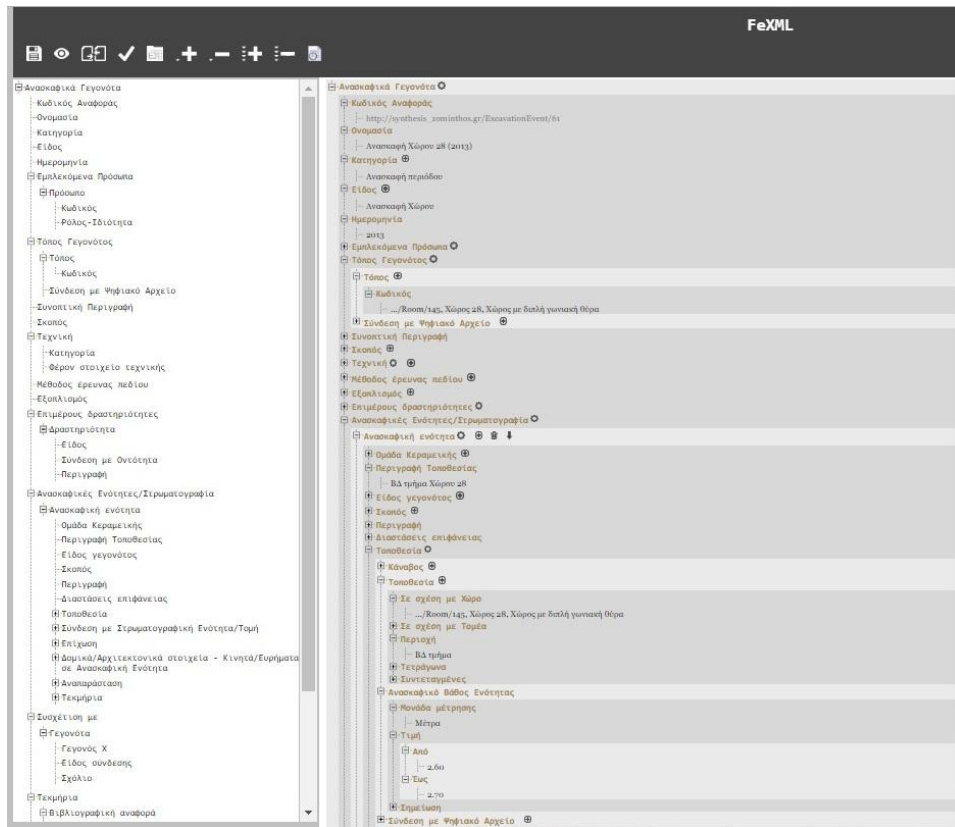 FeXML
Ανασκαφικά Γεγονότα
Κωδικός Αναφοράς
Ονομασία
Κατηγορία
Είδος
Ημερομηνία
Εμπλεκόμενα Πρόσωπα
Πρόσωπο
Κωδικός
Ρόλος-Ιδιότητα
Τόπος Γεγονότος
Τόπος
Κωδικός
Σύνδεση με Ψηφιακό Αρχείο
Συνοπτική Περιγραφή
Σκοπός
Τεχνική
Κατηγορία
Φέρον στοιχείο τεχνικής
Μέθοδος έρευνας πεδίου
Εξοπλισμός
Επιμέρους δραστηριότητες
Δραστηριότητα
Είδος
Σύνδεση με Οντότητα
Περιγραφή
Ανασκαφικές Ενότητες/Στρωματογραφία
Ανασκαφική ενότητα
Ομάδα Κεραμεικής
Περιγραφή Τοποθεσίας
Είδος γεγονότος
Σκοπός
Περιγραφή
Διαστάσεις επιφάνειας
Τοποθεσία
Σύνδεση με Στρωματογραφική Ενότητα/Τομή
Επίχωση
Δομικά/Αρχιτεκτονικά στοιχεία - Κινητά/Ευρήματα
σε Ανασκαφική Ενότητα
Αναπαράσταση
Τεκμήρια
Συσχέτιση με
Γεγονότα
Γεγονός Χ
Είδος σύνδεσης
Σχόλιο
Τεκμήρια
Βιβλιογραφική αναφορά
Ανασκαφικά Γεγονότα
Κωδικός Αναφοράς
http://synthesis_zominthos.gr/ExcavationEvent/61
Ονομασία
Ανασκαφή Χώρου 28 (2013)
Κατηγορία
Ανασκαφή περιόδου
Είδος
Ανασκαφή Χώρου
Ημερομηνία
2013
Εμπλεκόμενα Πρόσωπα
Τόπος Γεγονότος
Τόπος
Κωδικός
.../Room/145, Χώρος 28, Χώρος με διπλή γωνιακή θύρα
Σύνδεση με Ψηφιακό Αρχείο
Συνοπτική Περιγραφή
Σκοπός
Τεχνική
Μέθοδος έρευνας πεδίου
Εξοπλισμός
Επιμέρους δραστηριότητες
Ανασκαφικές Ενότητες/Στρωματογραφία
Ανασκαφική ενότητα
Ομάδα Κεραμεικής
Περιγραφή Τοποθεσίας
ΒΔ τμήμα Χώρου 28
Είδος γεγονότος
Σκοπός
Περιγραφή
Διαστάσεις επιφάνειας
Τοποθεσία
Κάναβος
Τοποθεσία
Σε σχέση με Χώρο
.../Room/145, Χώρος 28, Χώρος με διπλή γωνιακή θύρα
Σε σχέση με Τομέα
Περιοχή
ΒΔ τμήμα
Τετράγωνα
Συντεταγμένες
Ανασκαφικό Βάθος Ενότητας
Μονάδα μέτρησης
Μέτρα
Τιμή
Από
2.60
Έως
2.70
Σημείωση
Σύνδεση με Ψηφιακό Αρχείο